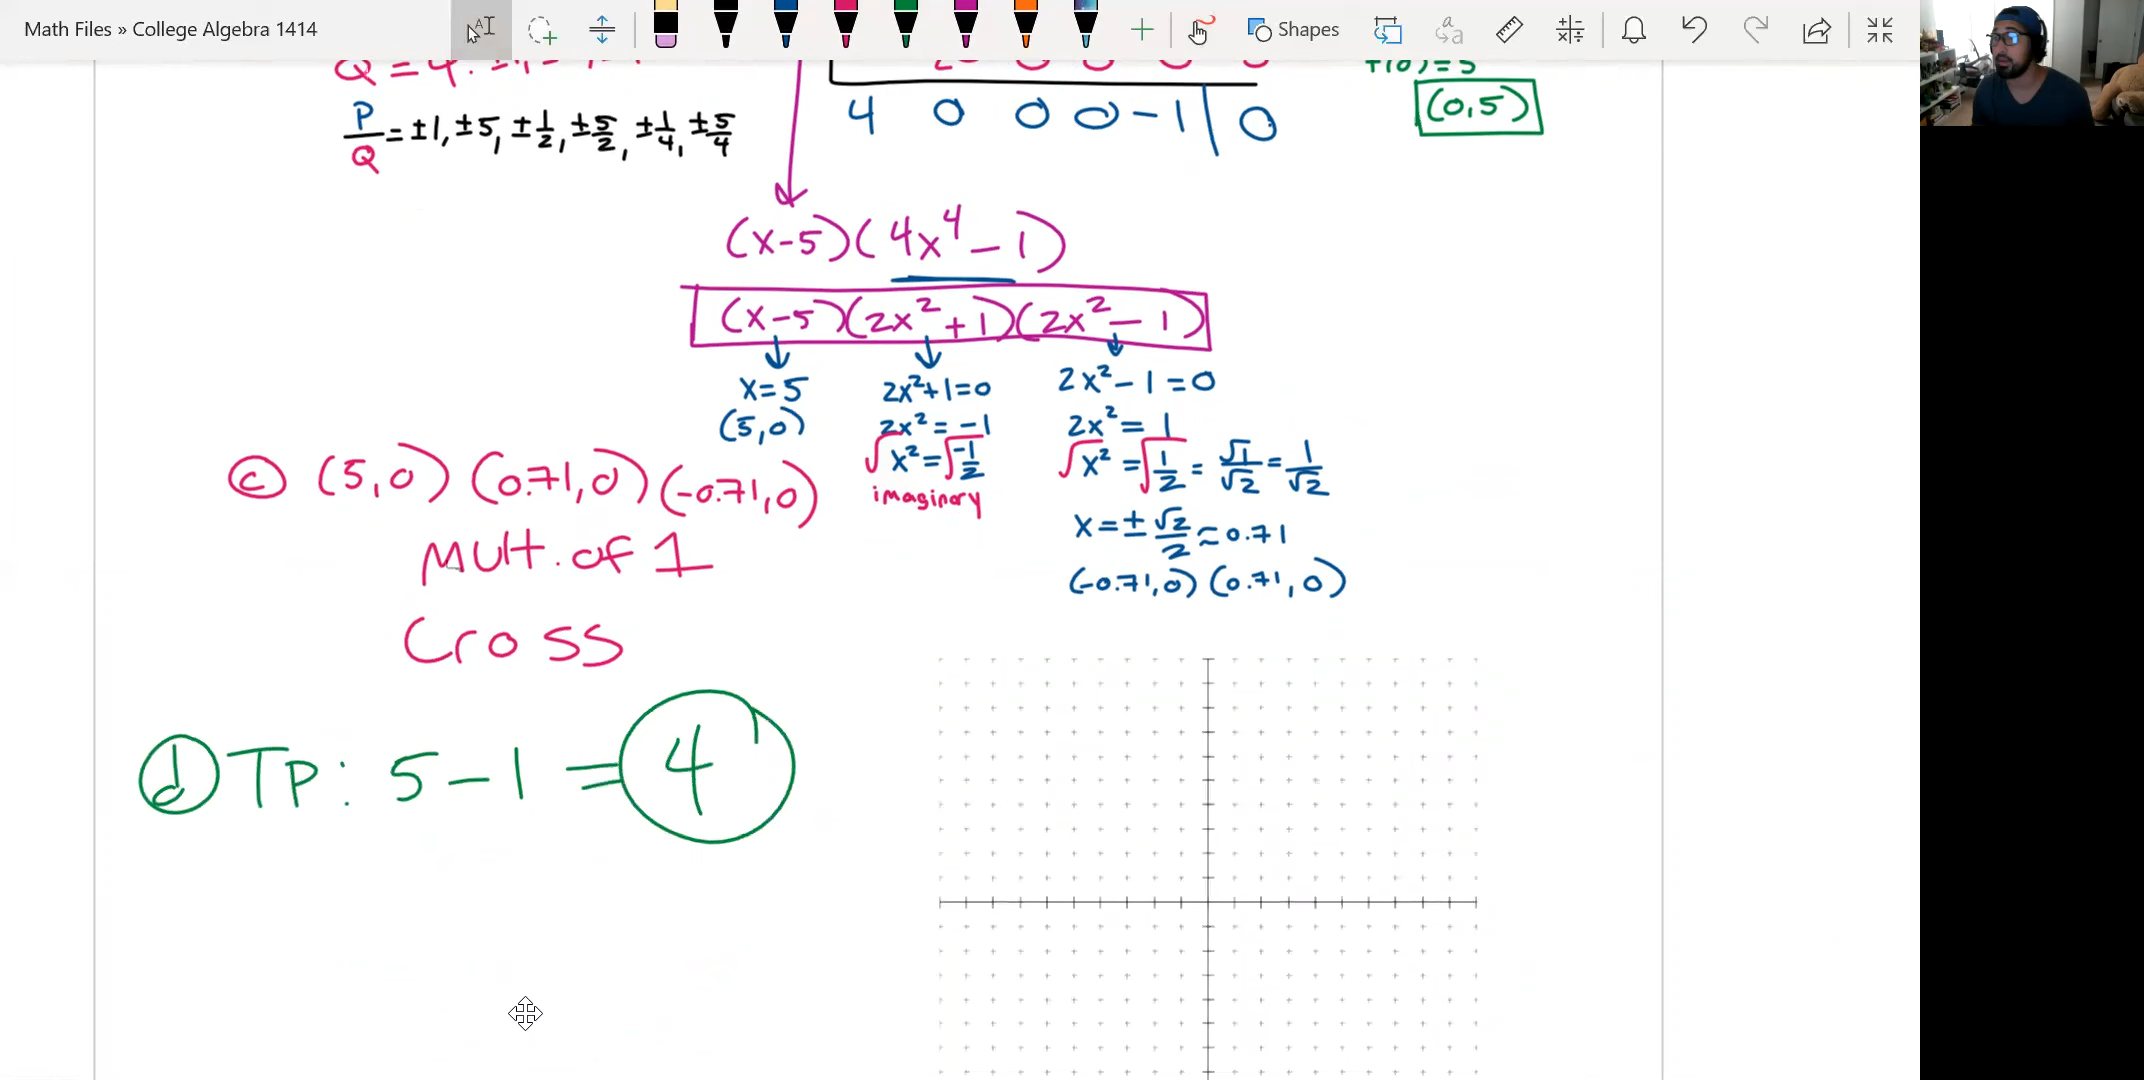 Math Files » College Algebra 1414
Shapes
P/Q = ±1, ±5, ±1/2, ±5/2, ±1/4, ±5/4
4 0 0 0 -1 | 0
(0,5)
(x-5)(4x⁴-1)
(x-5)(2x²+1)(2x²-1)
x=5
(5,0)
2x²+1=0
2x²=-1
√x²=√-1/2
imaginary
2x²-1=0
2x²=1
√x²=√1/2=√1/√2=1/√2
x=±√2/2≈0.71
(-0.71,0) (0.71,0)
c (5,0) (0.71,0) (-0.71,0)
Mult. of 1
Cross
d TP: 5-1=4